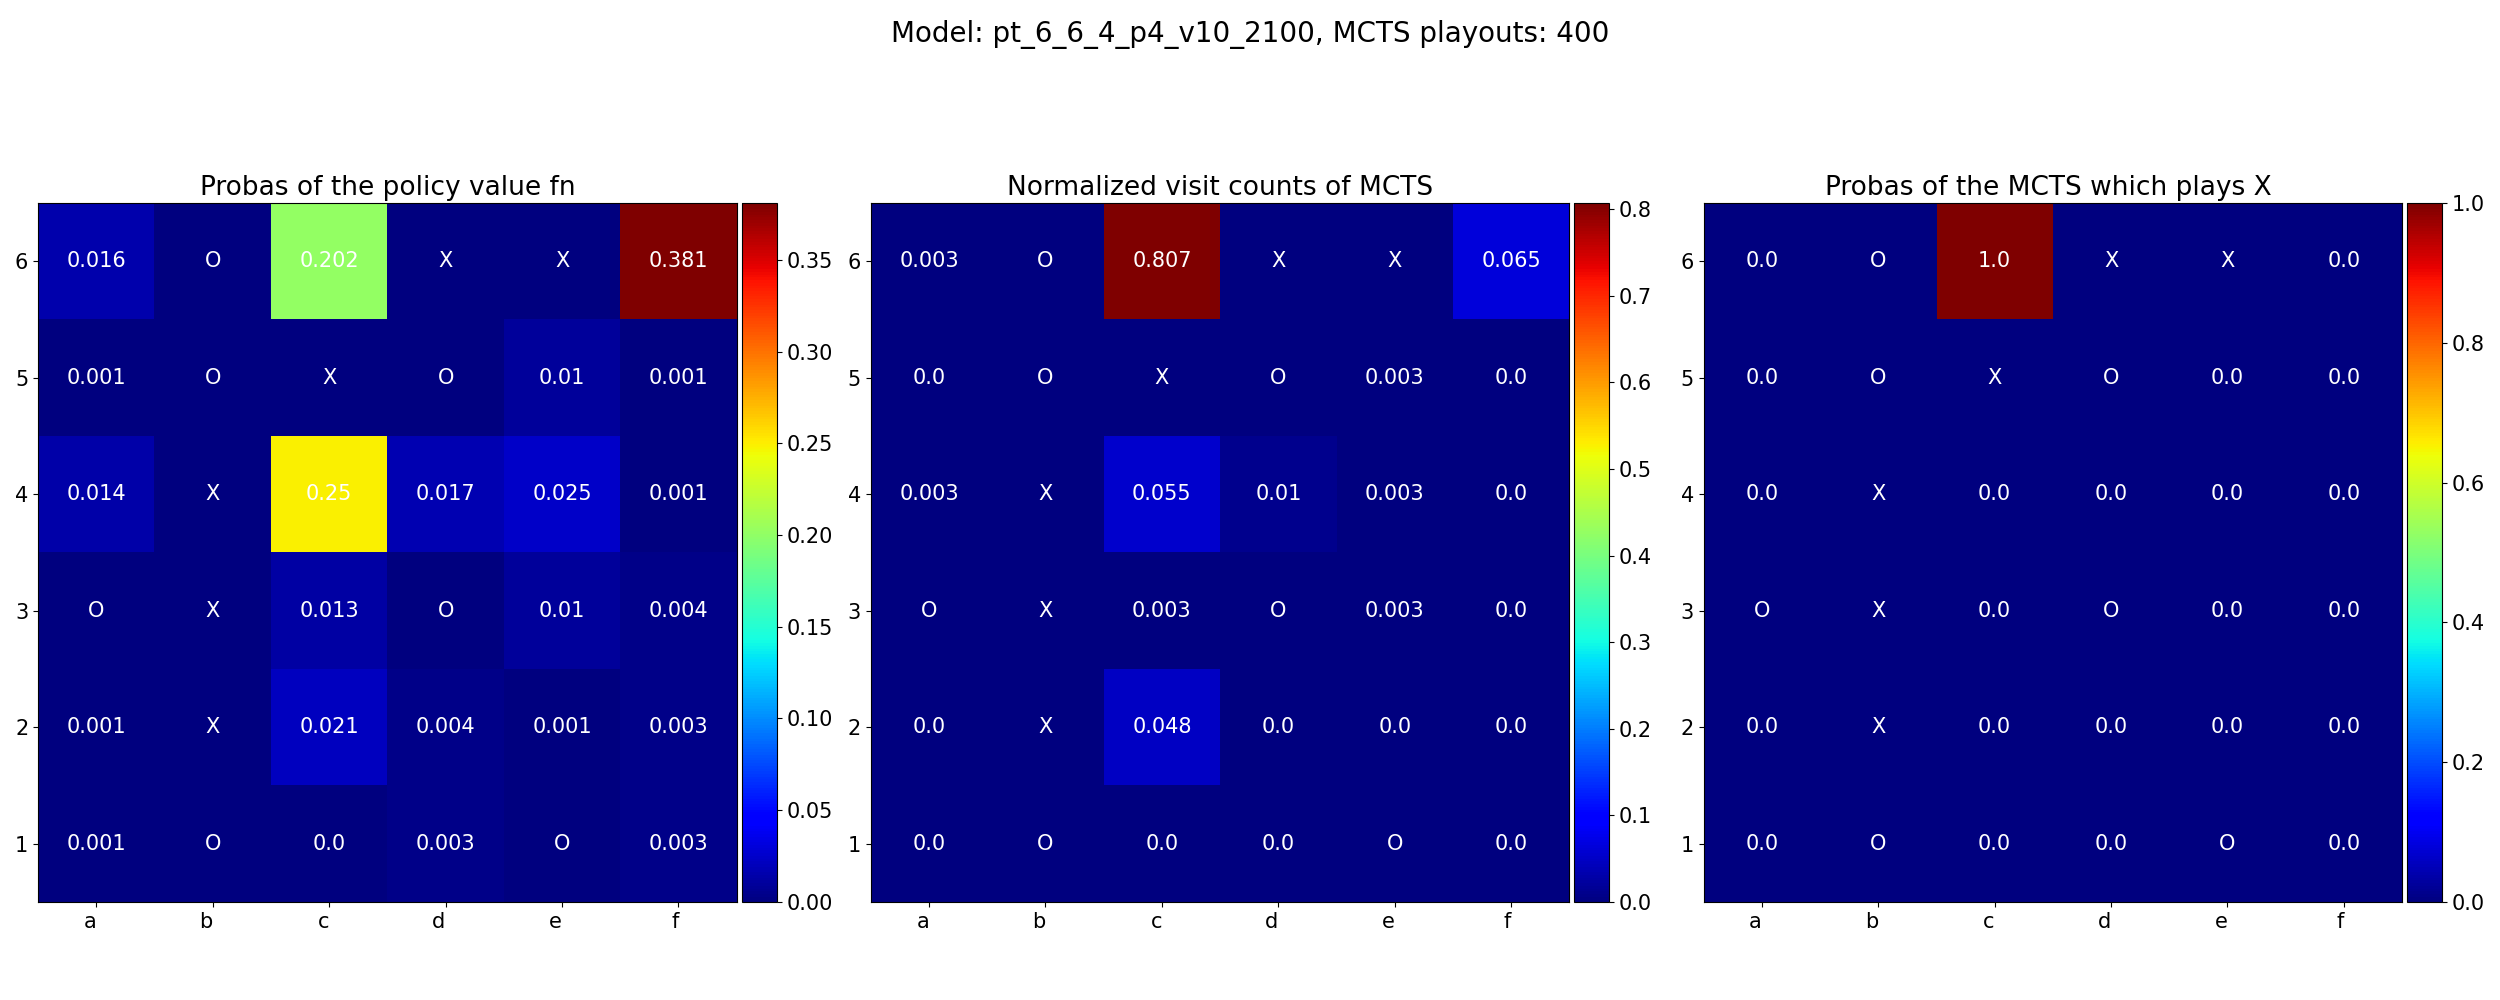 Model: pt_6_6_4_p4_v10_2100, MCTS playouts: 400
Probas of the policy value fn
6 0.016 O 0.202 X X 0.381
5 0.001 O X O 0.01 0.001
4 0.014 X 0.25 0.017 0.025 0.001
3 O X 0.013 O 0.01 0.004
2 0.001 X 0.021 0.004 0.001 0.003
1 0.001 O 0.0 0.003 O 0.003
a b c d e f
0.35
0.30
0.25
0.20
0.15
0.10
0.05
0.00
Normalized visit counts of MCTS
6 0.003 O 0.807 X X 0.065
5 0.0 O X O 0.003 0.0
4 0.003 X 0.055 0.01 0.003 0.0
3 O X 0.003 O 0.003 0.0
2 0.0 X 0.048 0.0 0.0 0.0
1 0.0 O 0.0 0.0 O 0.0
a b c d e f
0.8
0.7
0.6
0.5
0.4
0.3
0.2
0.1
0.0
Probas of the MCTS which plays X
6 0.0 O 1.0 X X 0.0
5 0.0 O X O 0.0 0.0
4 0.0 X 0.0 0.0 0.0 0.0
3 O X 0.0 O 0.0 0.0
2 0.0 X 0.0 0.0 0.0 0.0
1 0.0 O 0.0 0.0 O 0.0
a b c d e f
1.0
0.8
0.6
0.4
0.2
0.0